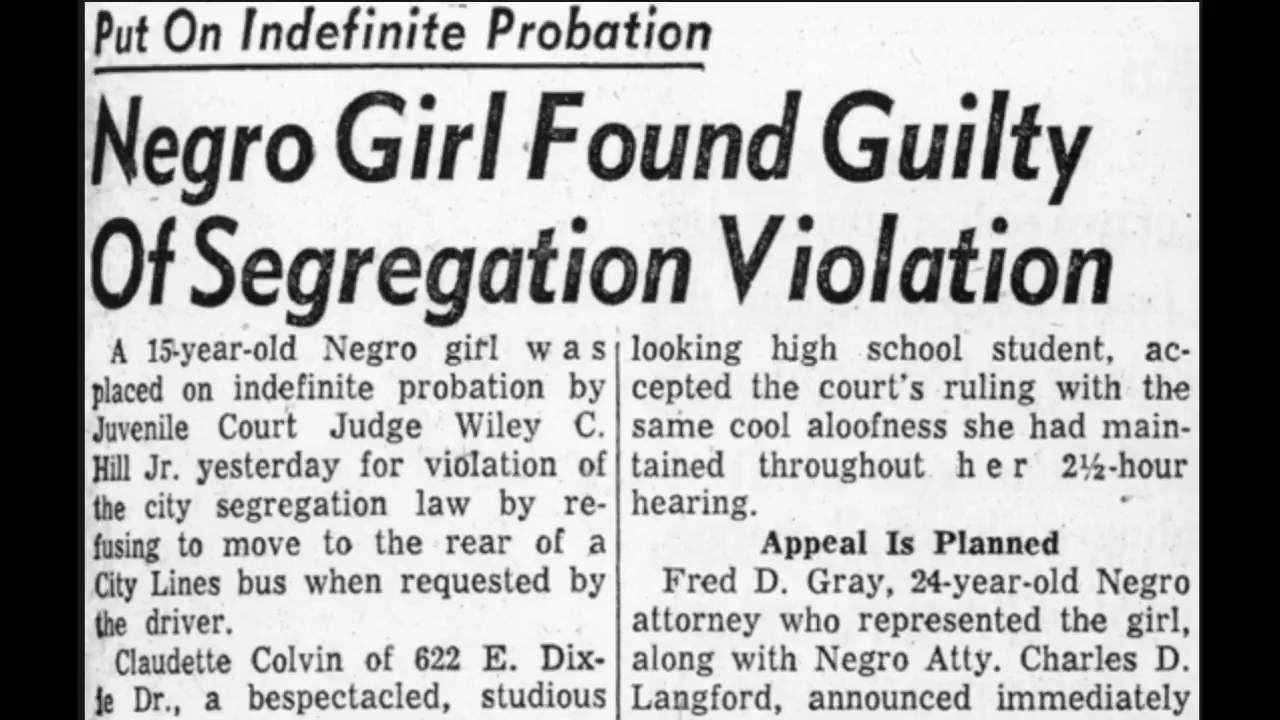 Put On Indefinite Probation
Negro Girl Found Guilty
Of Segregation Violation
A 15-year-old Negro girl was
placed on indefinite probation by
Juvenile Court Judge Wiley C.
Hill Jr. yesterday for violation of
the city segregation law by re-
fusing to move to the rear of a
City Lines bus when requested by
the driver.
Claudette Colvin of 622 E. Dix-
ie Dr., a bespectacled, studious
looking high school student, ac-
cepted the court's ruling with the
same cool aloofness she had main-
tained throughout her 2½-hour
hearing.
Appeal Is Planned
Fred D. Gray, 24-year-old Negro
attorney who represented the girl,
along with Negro Atty. Charles D.
Langford, announced immediately